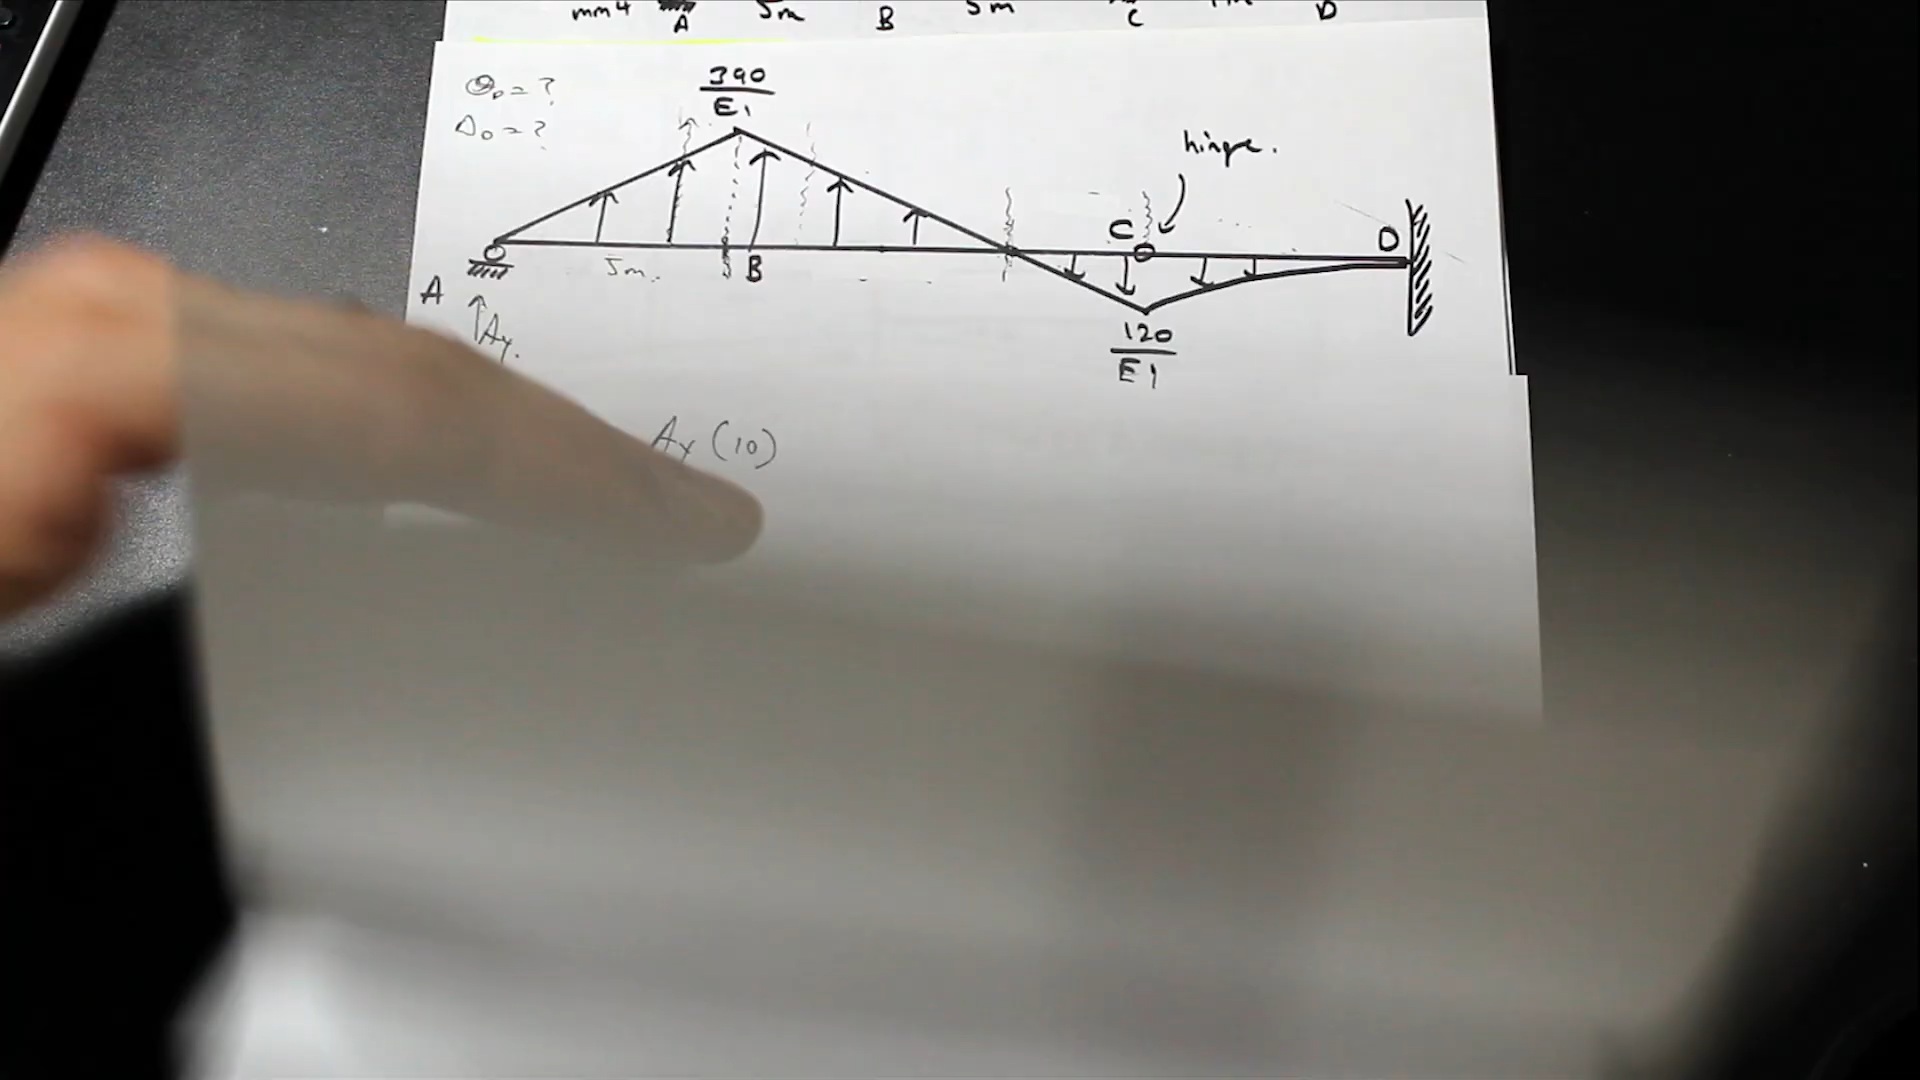 mm4 A 5m B 5m C D
θD = ?
ΔD = ?
390
EI
hinge.
C
D
5m.
B
A
Ay.
120
EI
Ay (10)